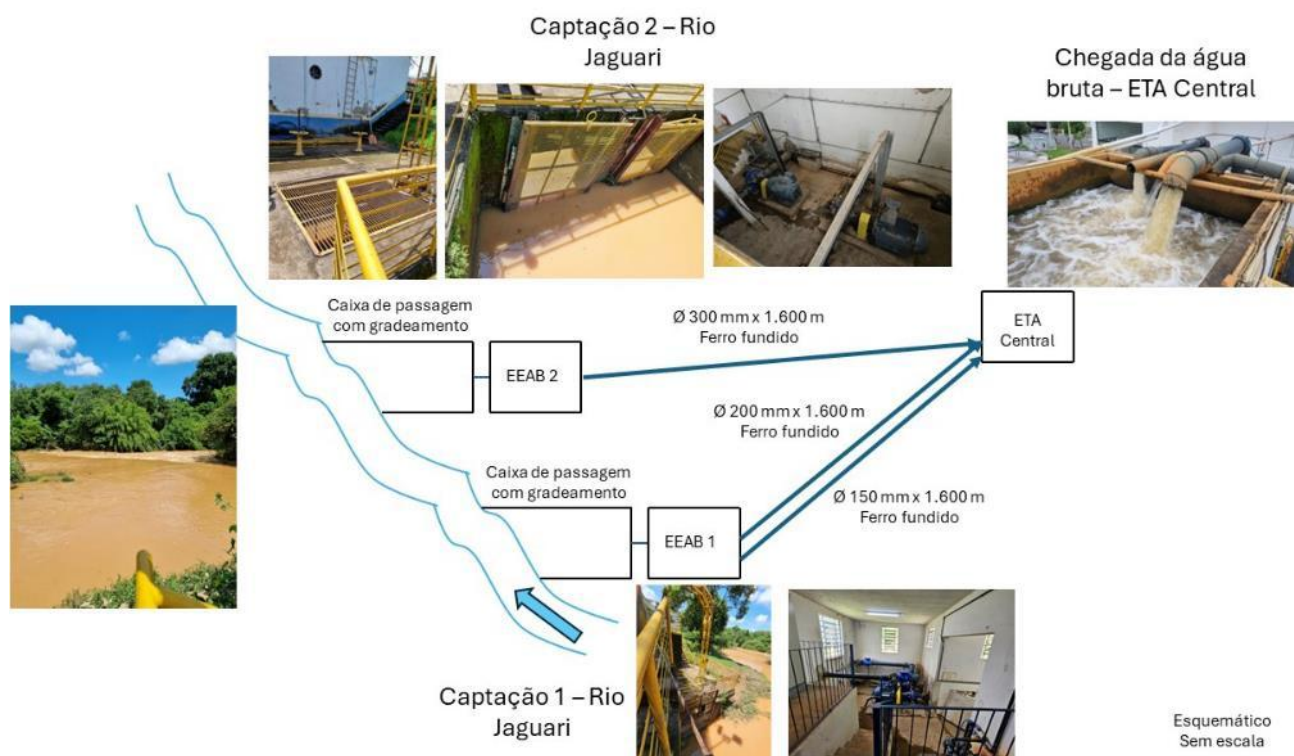 Captação 2 – Rio
Jaguari
Chegada da água
bruta – ETA Central
Caixa de passagem
com gradeamento
EEAB 2
Ø 300 mm x 1.600 m
Ferro fundido
ETA
Central
Ø 200 mm x 1.600 m
Ferro fundido
Caixa de passagem
com gradeamento
EEAB 1
Ø 150 mm x 1.600 m
Ferro fundido
Captação 1 – Rio
Jaguari
Esquemático
Sem escala